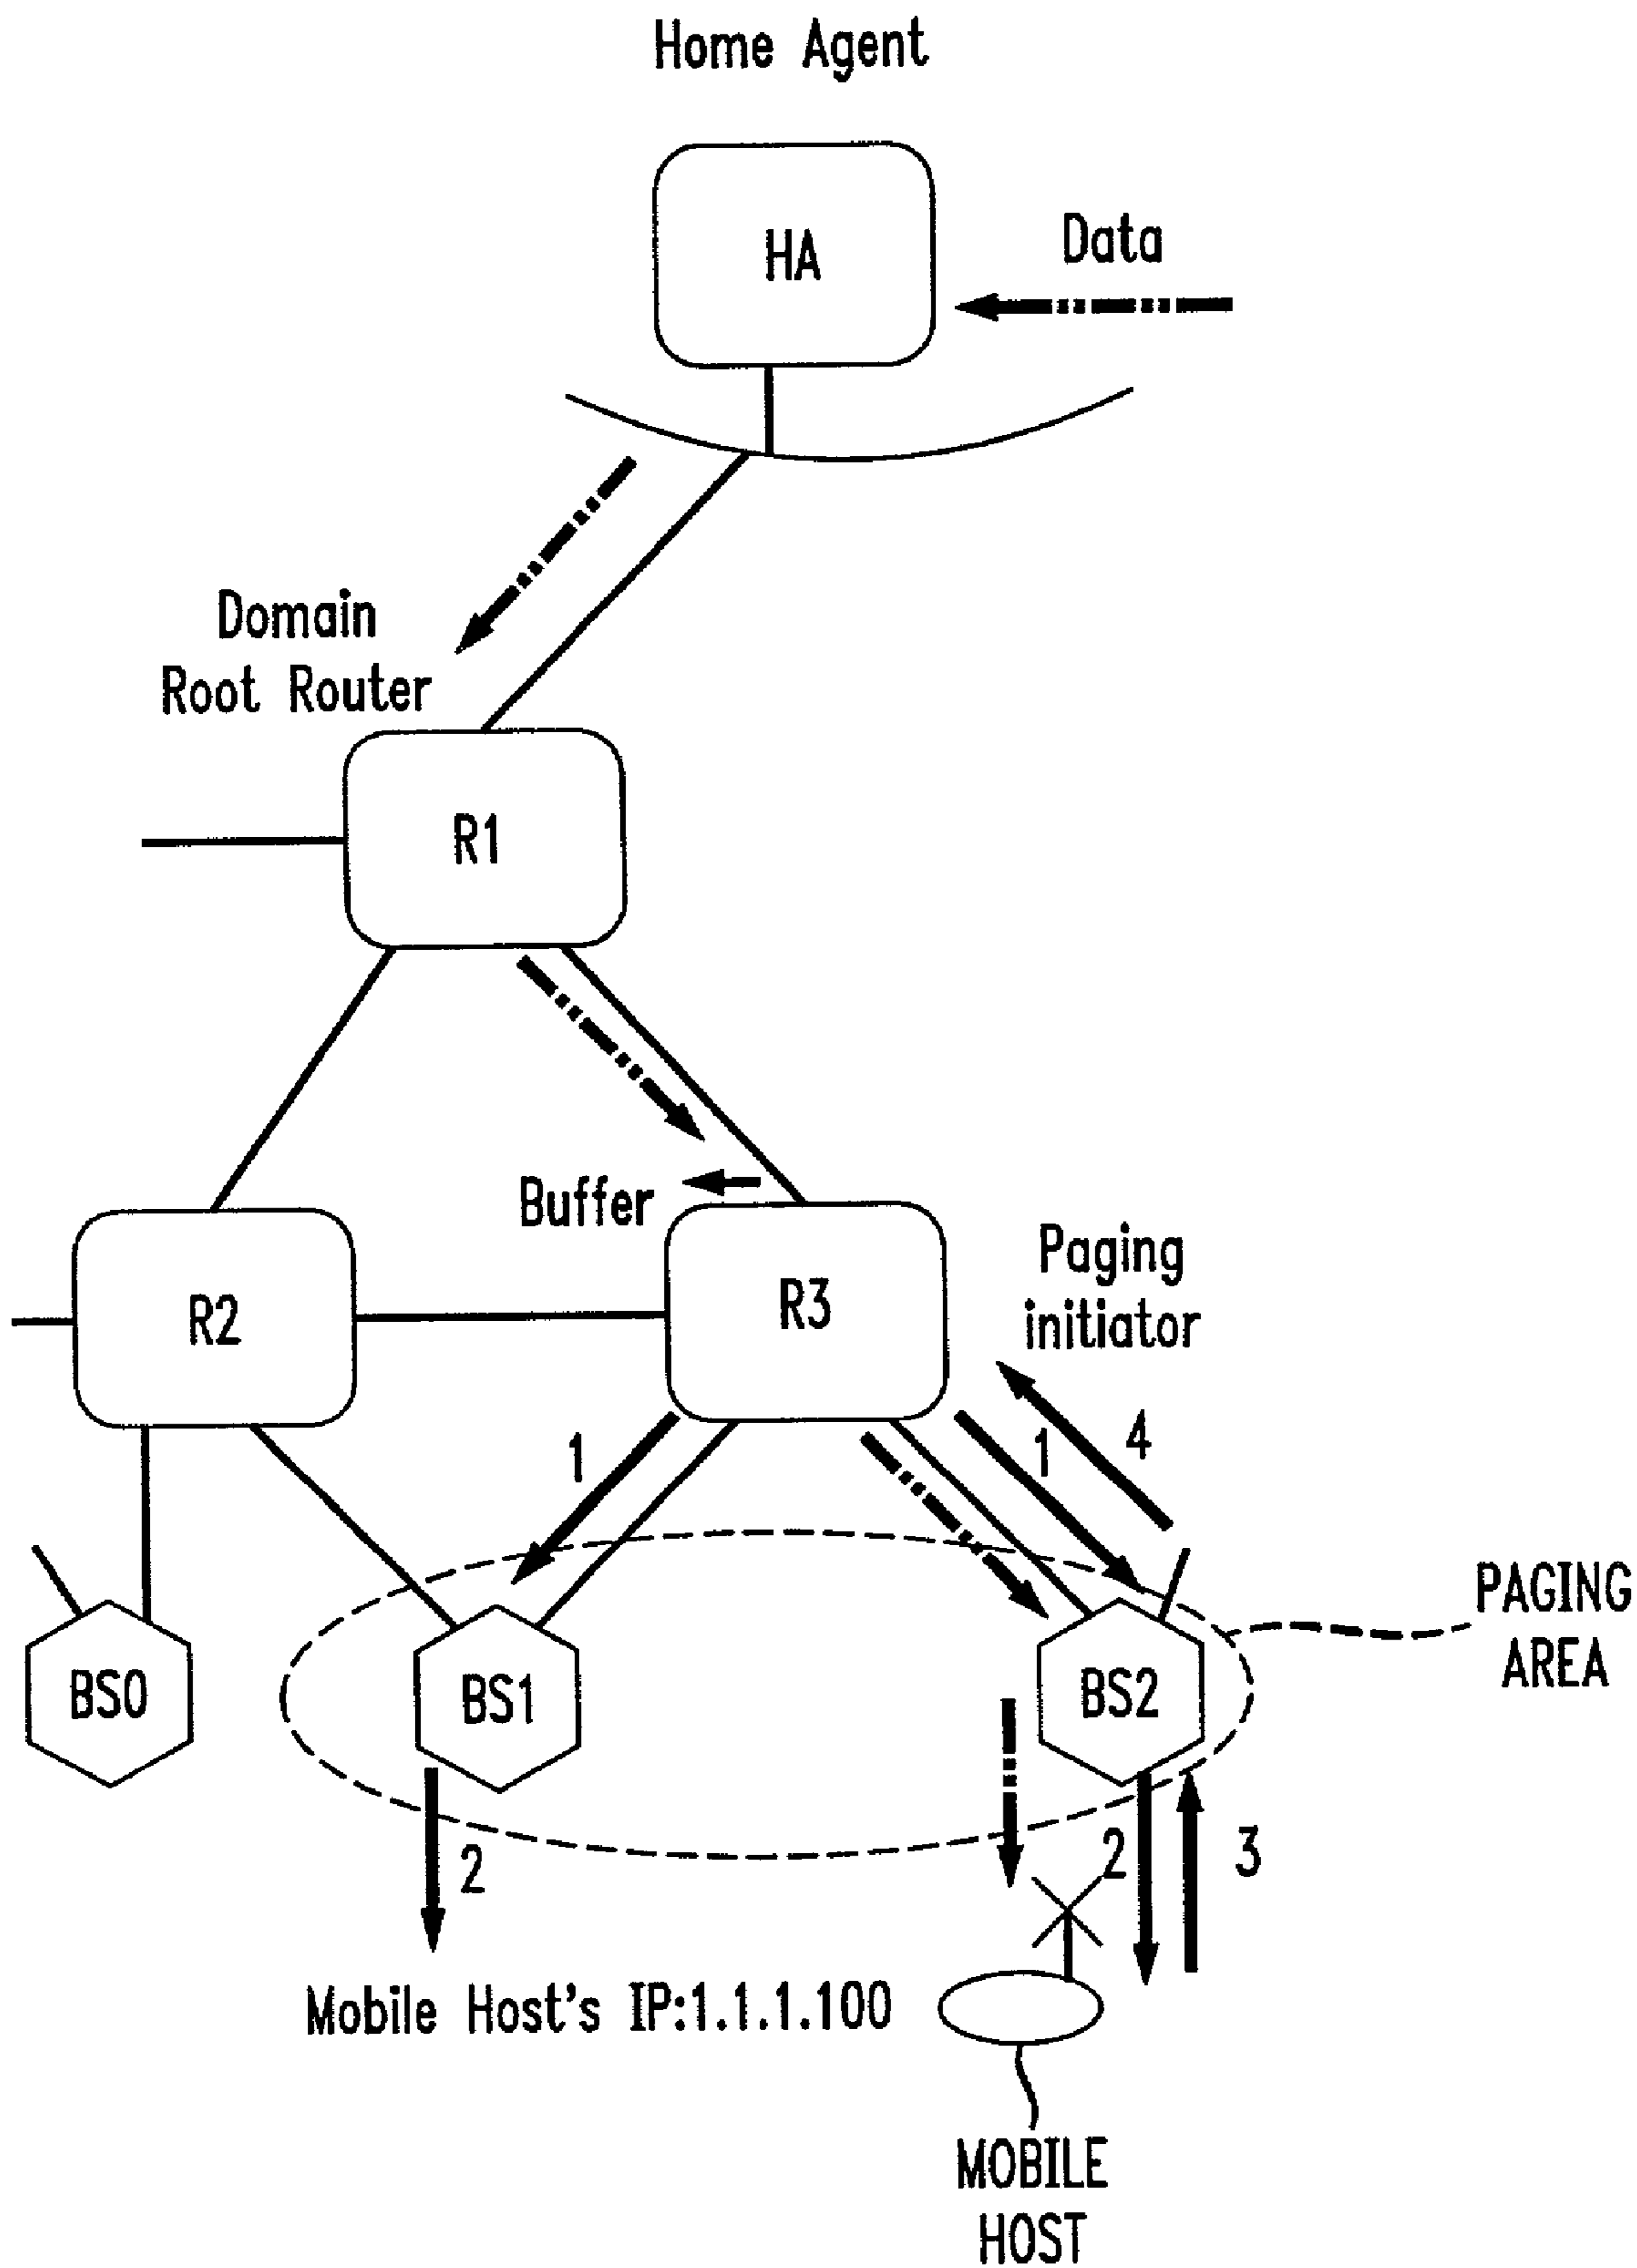 Home Agent
HA
Data
Domain
Root Router
R1
Buffer
Paging
initiator
R2
R3
1
1
4
PAGING
AREA
BS0
BS1
BS2
2
2
3
Mobile Host's IP:1.1.1.100
MOBILE
HOST